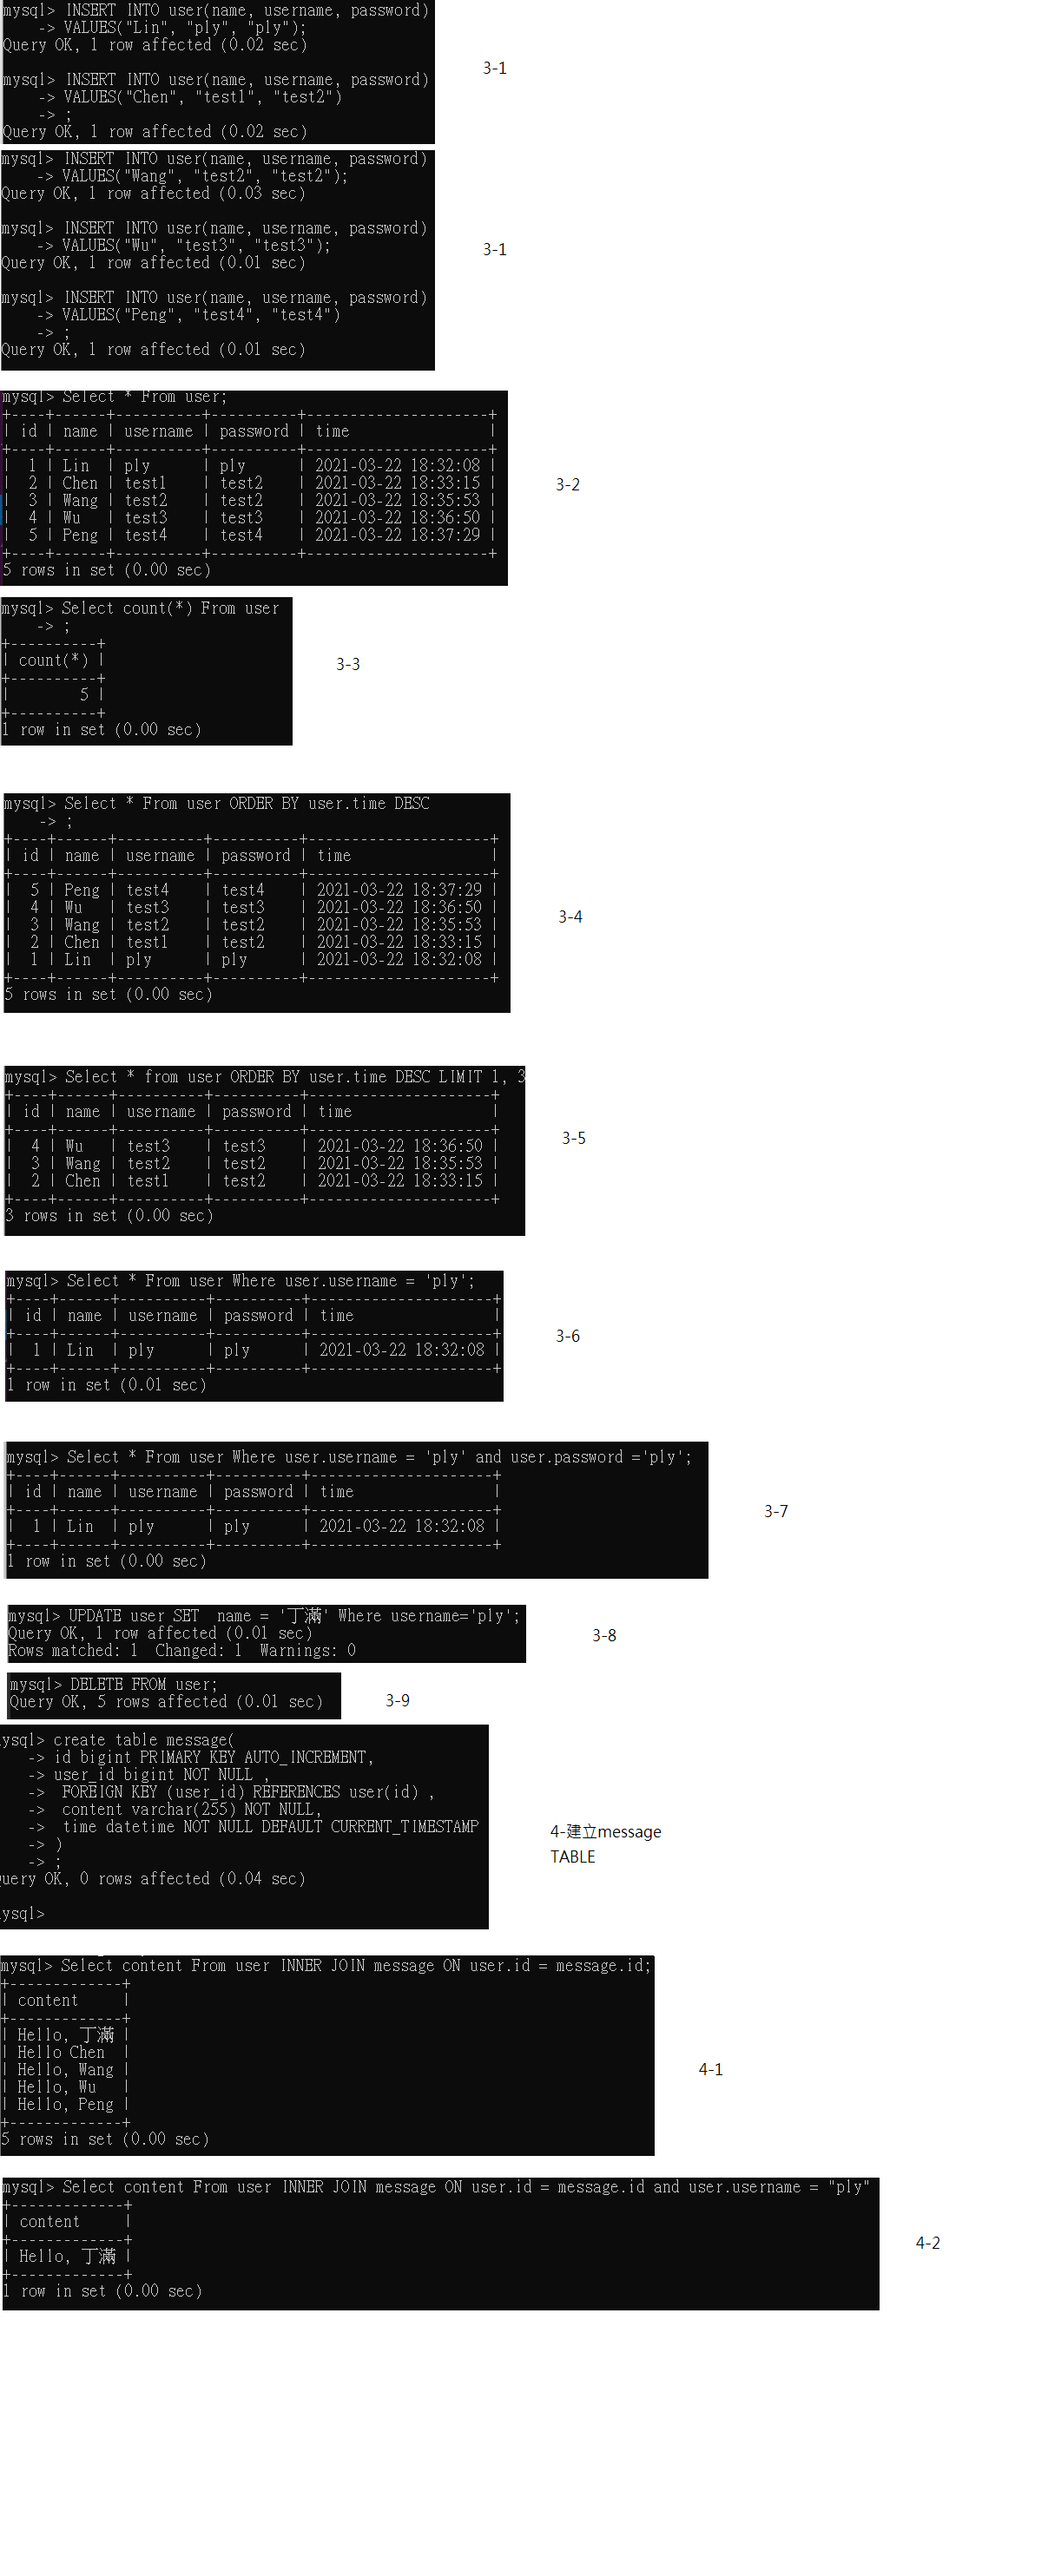 mysql> INSERT INTO user(name, username, password)
    -> VALUES("Lin", "ply", "ply");
Query OK, 1 row affected (0.02 sec)
mysql> INSERT INTO user(name, username, password)
    -> VALUES("Chen", "test1", "test2")
    -> ;
Query OK, 1 row affected (0.02 sec)
3-1
mysql> INSERT INTO user(name, username, password)
    -> VALUES("Wang", "test2", "test2");
Query OK, 1 row affected (0.03 sec)
mysql> INSERT INTO user(name, username, password)
    -> VALUES("Wu", "test3", "test3");
Query OK, 1 row affected (0.01 sec)
mysql> INSERT INTO user(name, username, password)
    -> VALUES("Peng", "test4", "test4")
    -> ;
Query OK, 1 row affected (0.01 sec)
3-1
mysql> Select * From user;
+----+------+----------+----------+---------------------+
| id | name | username | password | time                |
+----+------+----------+----------+---------------------+
|  1 | Lin  | ply      | ply      | 2021-03-22 18:32:08 |
|  2 | Chen | test1    | test2    | 2021-03-22 18:33:15 |
|  3 | Wang | test2    | test2    | 2021-03-22 18:35:53 |
|  4 | Wu   | test3    | test3    | 2021-03-22 18:36:50 |
|  5 | Peng | test4    | test4    | 2021-03-22 18:37:29 |
+----+------+----------+----------+---------------------+
5 rows in set (0.00 sec)
3-2
mysql> Select count(*) From user
    -> ;
+----------+
| count(*) |
+----------+
|        5 |
+----------+
1 row in set (0.00 sec)
3-3
mysql> Select * From user ORDER BY user.time DESC
    -> ;
+----+------+----------+----------+---------------------+
| id | name | username | password | time                |
+----+------+----------+----------+---------------------+
|  5 | Peng | test4    | test4    | 2021-03-22 18:37:29 |
|  4 | Wu   | test3    | test3    | 2021-03-22 18:36:50 |
|  3 | Wang | test2    | test2    | 2021-03-22 18:35:53 |
|  2 | Chen | test1    | test2    | 2021-03-22 18:33:15 |
|  1 | Lin  | ply      | ply      | 2021-03-22 18:32:08 |
+----+------+----------+----------+---------------------+
5 rows in set (0.00 sec)
3-4
mysql> Select * from user ORDER BY user.time DESC LIMIT 1, 3
+----+------+----------+----------+---------------------+
| id | name | username | password | time                |
+----+------+----------+----------+---------------------+
|  4 | Wu   | test3    | test3    | 2021-03-22 18:36:50 |
|  3 | Wang | test2    | test2    | 2021-03-22 18:35:53 |
|  2 | Chen | test1    | test2    | 2021-03-22 18:33:15 |
+----+------+----------+----------+---------------------+
3 rows in set (0.00 sec)
3-5
mysql> Select * From user Where user.username = 'ply';
+----+------+----------+----------+---------------------+
| id | name | username | password | time                |
+----+------+----------+----------+---------------------+
|  1 | Lin  | ply      | ply      | 2021-03-22 18:32:08 |
+----+------+----------+----------+---------------------+
1 row in set (0.01 sec)
3-6
mysql> Select * From user Where user.username = 'ply' and user.password ='ply';
+----+------+----------+----------+---------------------+
| id | name | username | password | time                |
+----+------+----------+----------+---------------------+
|  1 | Lin  | ply      | ply      | 2021-03-22 18:32:08 |
+----+------+----------+----------+---------------------+
1 row in set (0.00 sec)
3-7
mysql> UPDATE user SET  name = '丁滿' Where username='ply';
Query OK, 1 row affected (0.01 sec)
Rows matched: 1  Changed: 1  Warnings: 0
3-8
mysql> DELETE FROM user;
Query OK, 5 rows affected (0.01 sec)
3-9
ysql> create table message(
    -> id bigint PRIMARY KEY AUTO_INCREMENT,
    -> user_id bigint NOT NULL ,
    ->  FOREIGN KEY (user_id) REFERENCES user(id) ,
    ->  content varchar(255) NOT NULL,
    ->  time datetime NOT NULL DEFAULT CURRENT_TIMESTAMP
    -> )
    -> ;
Query OK, 0 rows affected (0.04 sec)
ysql>
4-建立message
TABLE
mysql> Select content From user INNER JOIN message ON user.id = message.id;
+-------------+
| content     |
+-------------+
| Hello, 丁滿 |
| Hello Chen  |
| Hello, Wang |
| Hello, Wu   |
| Hello, Peng |
+-------------+
5 rows in set (0.00 sec)
4-1
mysql> Select content From user INNER JOIN message ON user.id = message.id and user.username = "ply"
+-------------+
| content     |
+-------------+
| Hello, 丁滿 |
+-------------+
1 row in set (0.00 sec)
4-2